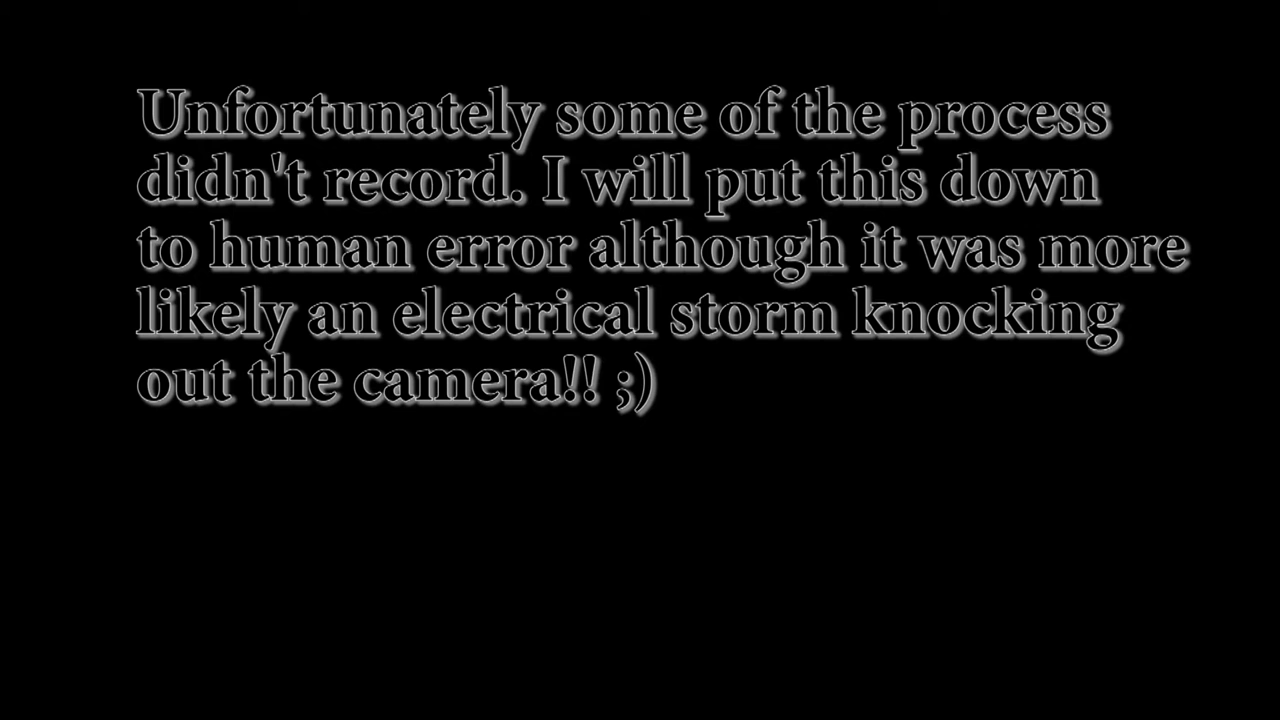 Unfortunately some of the process
didn't record. I will put this down
to human error although it was more
likely an electrical storm knocking
out the camera!! ;)